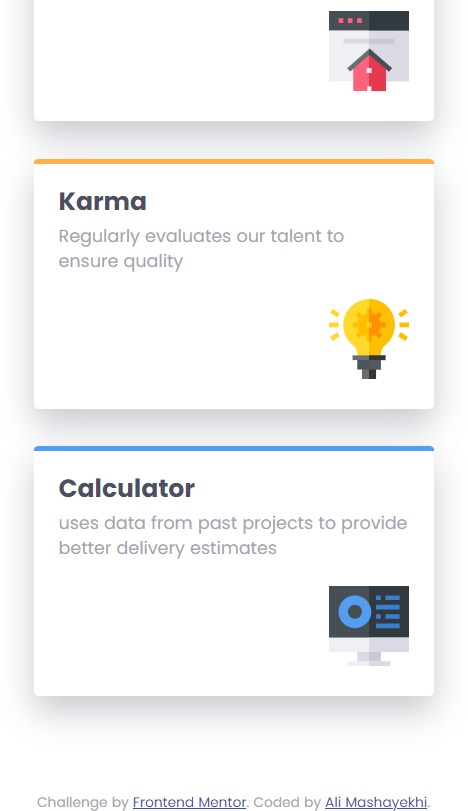 Karma
Regularly evaluates our talent to
ensure quality
Calculator
uses data from past projects to provide
better delivery estimates
Challenge by Frontend Mentor. Coded by Ali Mashayekhi.